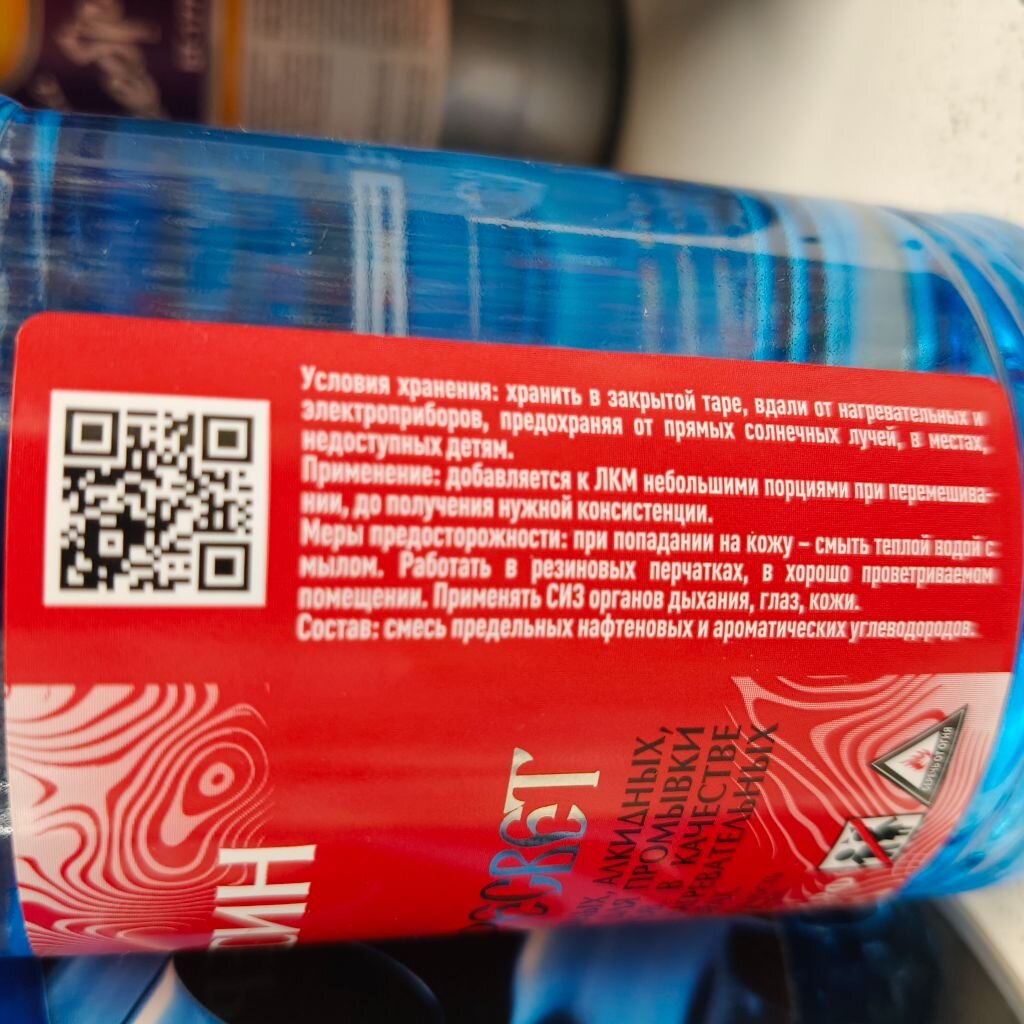 Условия хранения: хранить в закрытой таре, вдали от нагревательных и
электроприборов, предохраняя от прямых солнечных лучей, в местах,
недоступных детям.
Применение: добавляется к ЛКМ небольшими порциями при перемешива-
нии, до получения нужной консистенции.
Меры предосторожности: при попадании на кожу – смыть теплой водой с
мылом. Работать в резиновых перчатках, в хорошо проветриваемом
помещении. Применять СИЗ органов дыхания, глаз, кожи.
Состав: смесь предельных нафтеновых и ароматических углеводородов.
АЛКИДНЫХ,
ПРОМЫВКИ
В КАЧЕСТВЕ